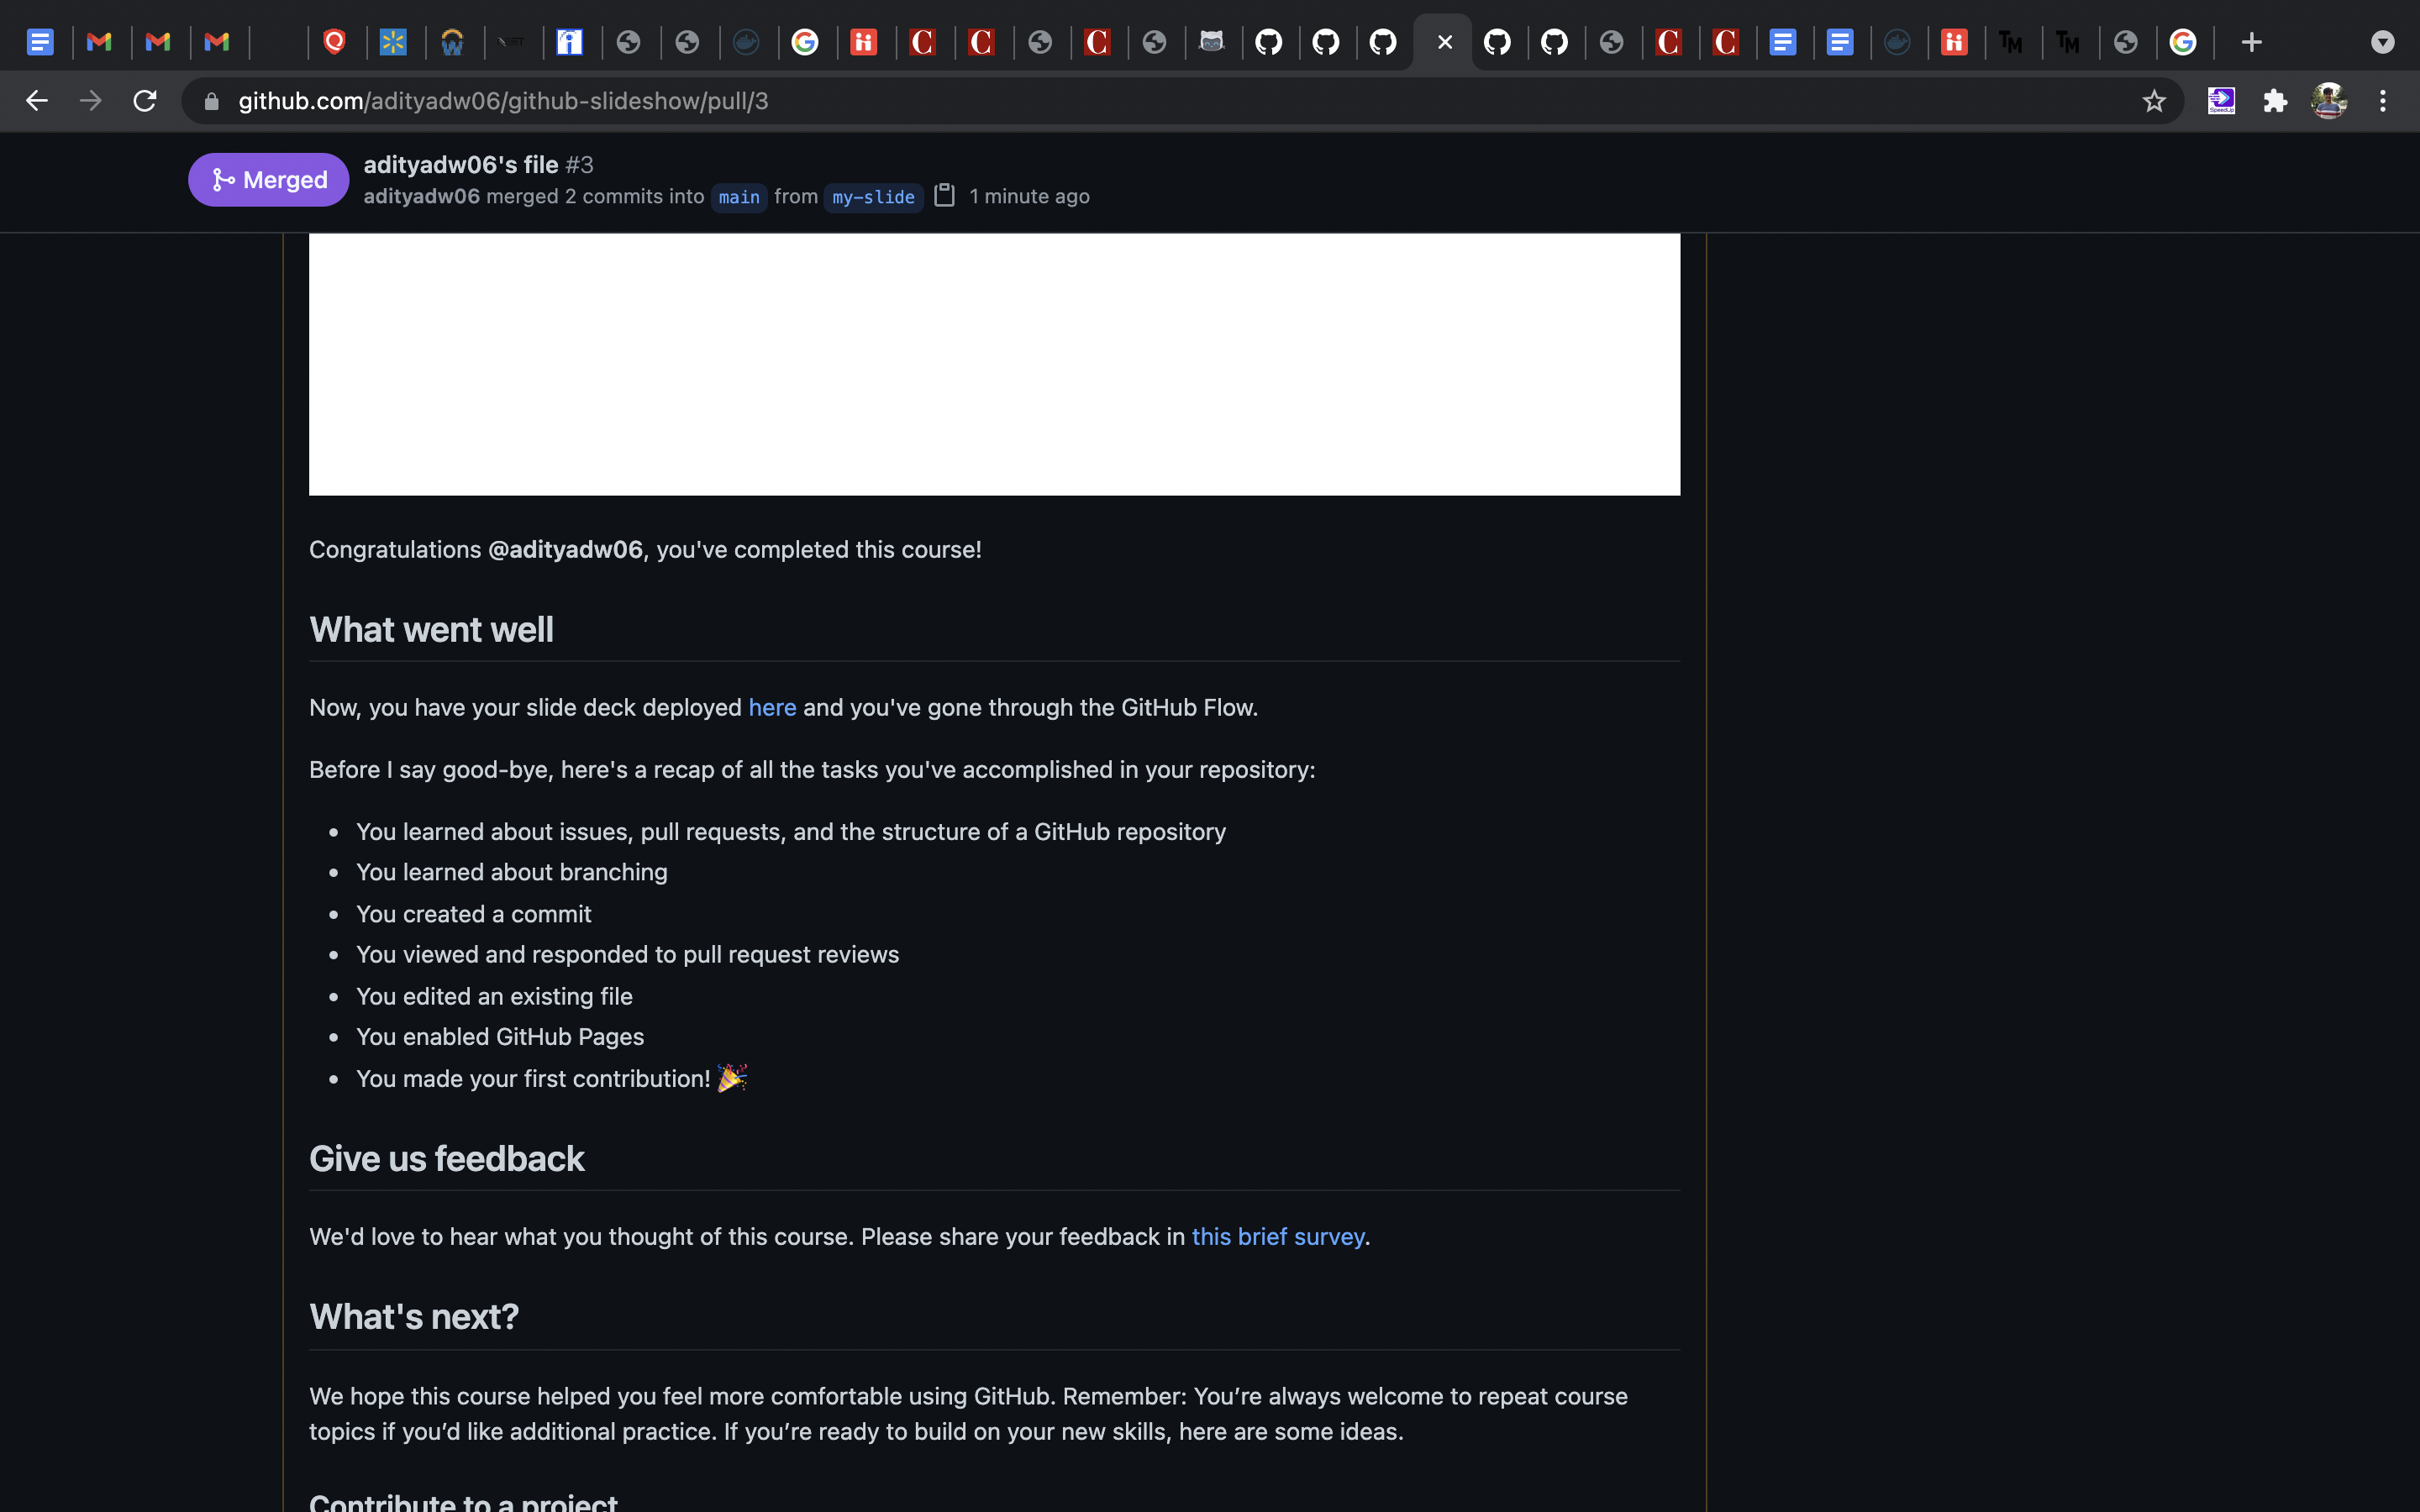 github.com/adityadw06/github-slideshow/pull/3
Merged
adityadw06's file #3
adityadw06 merged 2 commits into main from my-slide 1 minute ago
Congratulations @adityadw06, you've completed this course!
What went well
Now, you have your slide deck deployed here and you've gone through the GitHub Flow.
Before I say good-bye, here's a recap of all the tasks you've accomplished in your repository:
• You learned about issues, pull requests, and the structure of a GitHub repository
• You learned about branching
• You created a commit
• You viewed and responded to pull request reviews
• You edited an existing file
• You enabled GitHub Pages
• You made your first contribution! 🎉
Give us feedback
We'd love to hear what you thought of this course. Please share your feedback in this brief survey.
What's next?
We hope this course helped you feel more comfortable using GitHub. Remember: You’re always welcome to repeat course
topics if you’d like additional practice. If you’re ready to build on your new skills, here are some ideas.
Contribute to a project